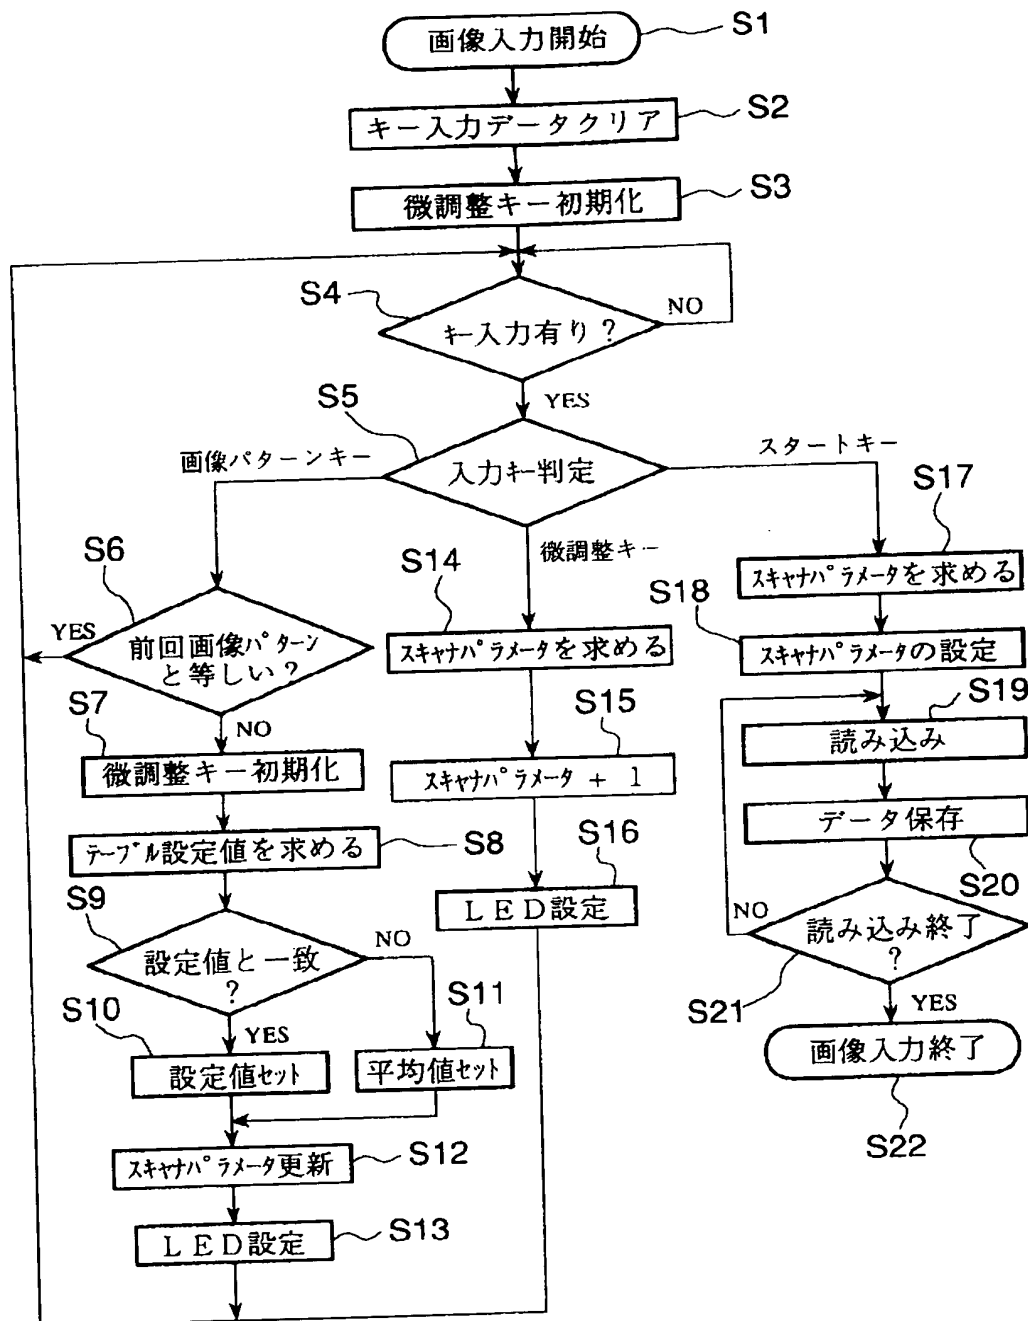 画像入力開始
S1
キー入力データクリア
S2
微調整キー初期化
S3
S4
キー入力有り?
NO
YES
S5
入力キー判定
画像パターンキー
スタートキー
微調整キー
S6
前回画像パターン
と等しい?
YES
NO
S7
微調整キー初期化
テーブル設定値を求める
S8
S9
設定値と一致
?
NO
YES
S10
設定値セット
S11
平均値セット
スキャナパラメータ更新
S12
LED設定
S13
S14
スキャナパラメータを求める
S15
スキャナパラメータ + 1
S16
LED設定
S17
スキャナパラメータを求める
S18
スキャナパラメータの設定
S19
読み込み
データ保存
S20
NO
読み込み終了
?
S21
YES
画像入力終了
S22